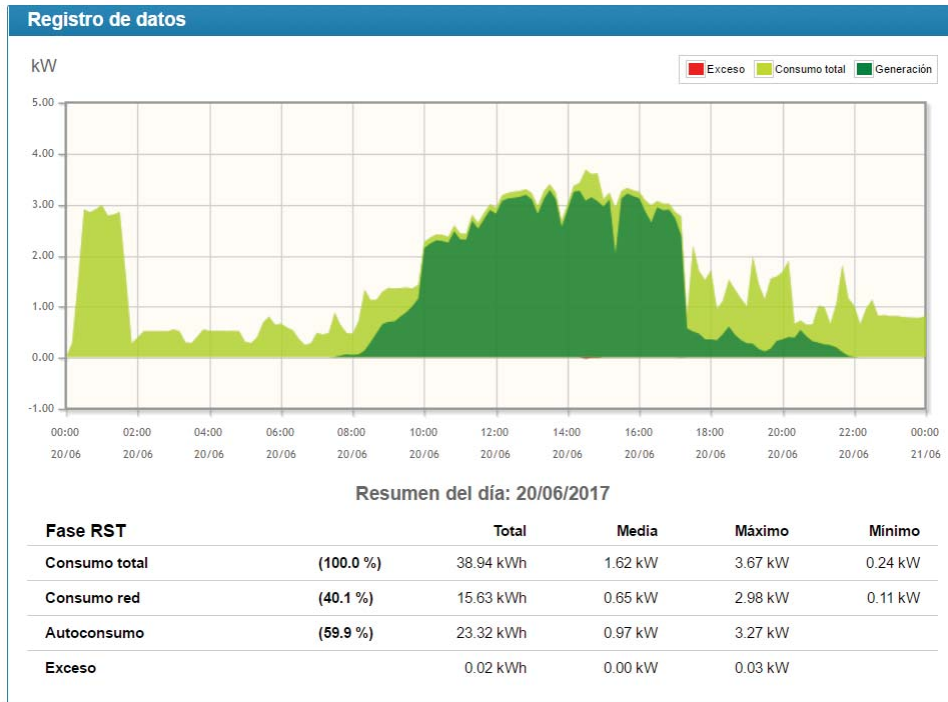 Registro de datos
kW
Exceso Consumo total Generación
5.00
4.00
3.00
2.00
1.00
0.00
-1.00
00:00 02:00 04:00 06:00 08:00 10:00 12:00 14:00 16:00 18:00 20:00 22:00 00:00
20/06 20/06 20/06 20/06 20/06 20/06 20/06 20/06 20/06 20/06 20/06 20/06 21/06
Resumen del día: 20/06/2017
Fase RST Total Media Máximo Mínimo
Consumo total (100.0 %) 38.94 kWh 1.62 kW 3.67 kW 0.24 kW
Consumo red (40.1 %) 15.63 kWh 0.65 kW 2.98 kW 0.11 kW
Autoconsumo (59.9 %) 23.32 kWh 0.97 kW 3.27 kW
Exceso 0.02 kWh 0.00 kW 0.03 kW